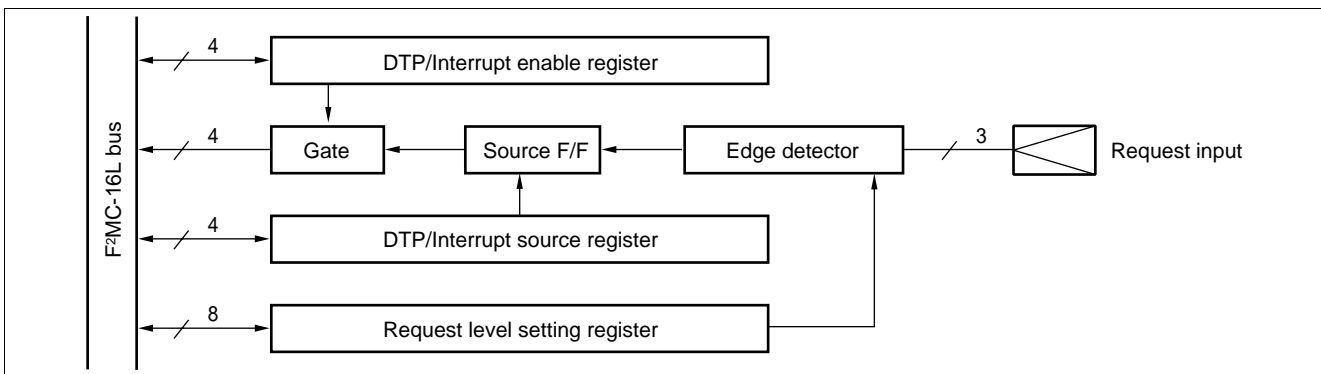 4
DTP/Interrupt enable register
F²MC-16L bus
4
Gate
Source F/F
Edge detector
3
Request input
4
DTP/Interrupt source register
8
Request level setting register